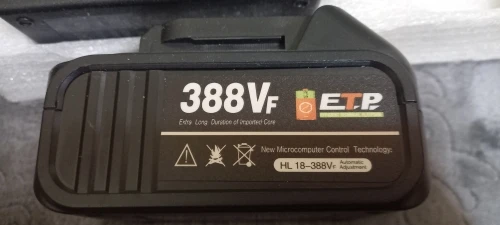 388VF
E.T.P.
Extra Long Duration of Imported Core
New Microcomputer Control Technology:
HL 18-388VF Automatic Adjustment